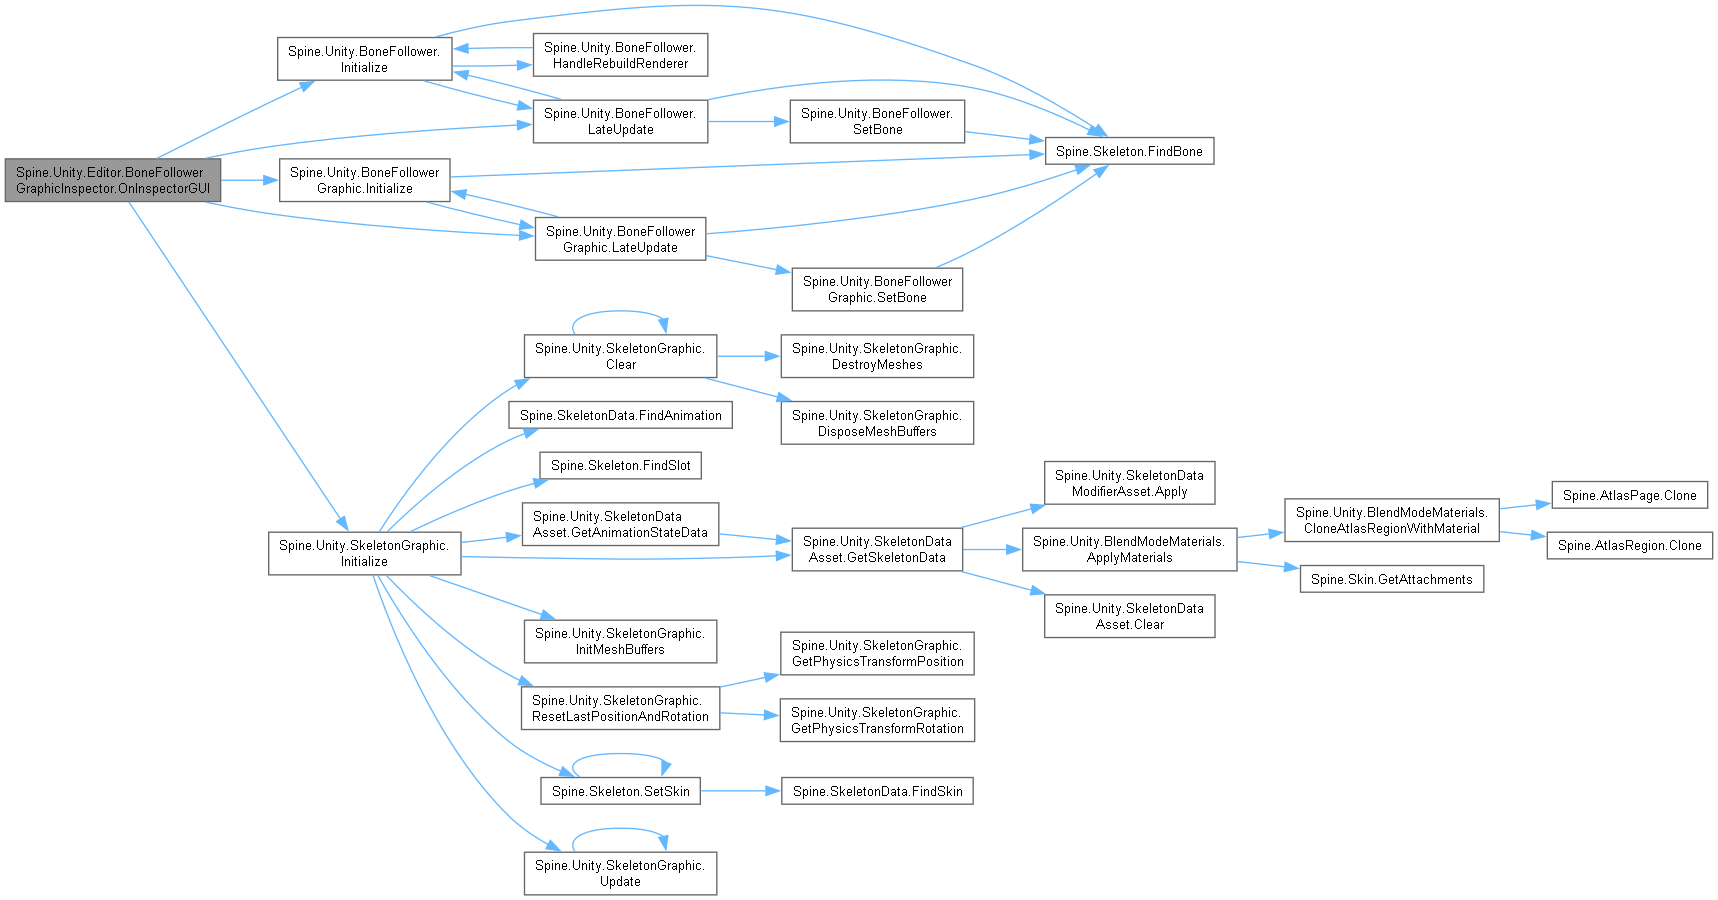 Spine.Unity.Editor.BoneFollower
GraphicInspector.OnInspectorGUI
Spine.Unity.BoneFollower.
Initialize
Spine.Unity.BoneFollower.
HandleRebuildRenderer
Spine.Unity.BoneFollower.
LateUpdate
Spine.Unity.BoneFollower.
SetBone
Spine.Skeleton.FindBone
Spine.Unity.BoneFollower
Graphic.Initialize
Spine.Unity.BoneFollower
Graphic.LateUpdate
Spine.Unity.BoneFollower
Graphic.SetBone
Spine.Unity.SkeletonGraphic.
Initialize
Spine.Unity.SkeletonGraphic.
Clear
Spine.Unity.SkeletonGraphic.
DestroyMeshes
Spine.Unity.SkeletonGraphic.
DisposeMeshBuffers
Spine.SkeletonData.FindAnimation
Spine.Skeleton.FindSlot
Spine.Unity.SkeletonData
Asset.GetAnimationStateData
Spine.Unity.SkeletonData
Asset.GetSkeletonData
Spine.Unity.SkeletonData
ModifierAsset.Apply
Spine.Unity.BlendModeMaterials.
ApplyMaterials
Spine.Unity.BlendModeMaterials.
CloneAtlasRegionWithMaterial
Spine.AtlasPage.Clone
Spine.AtlasRegion.Clone
Spine.Skin.GetAttachments
Spine.Unity.SkeletonData
Asset.Clear
Spine.Unity.SkeletonGraphic.
InitMeshBuffers
Spine.Unity.SkeletonGraphic.
ResetLastPositionAndRotation
Spine.Unity.SkeletonGraphic.
GetPhysicsTransformPosition
Spine.Unity.SkeletonGraphic.
GetPhysicsTransformRotation
Spine.Skeleton.SetSkin
Spine.SkeletonData.FindSkin
Spine.Unity.SkeletonGraphic.
Update